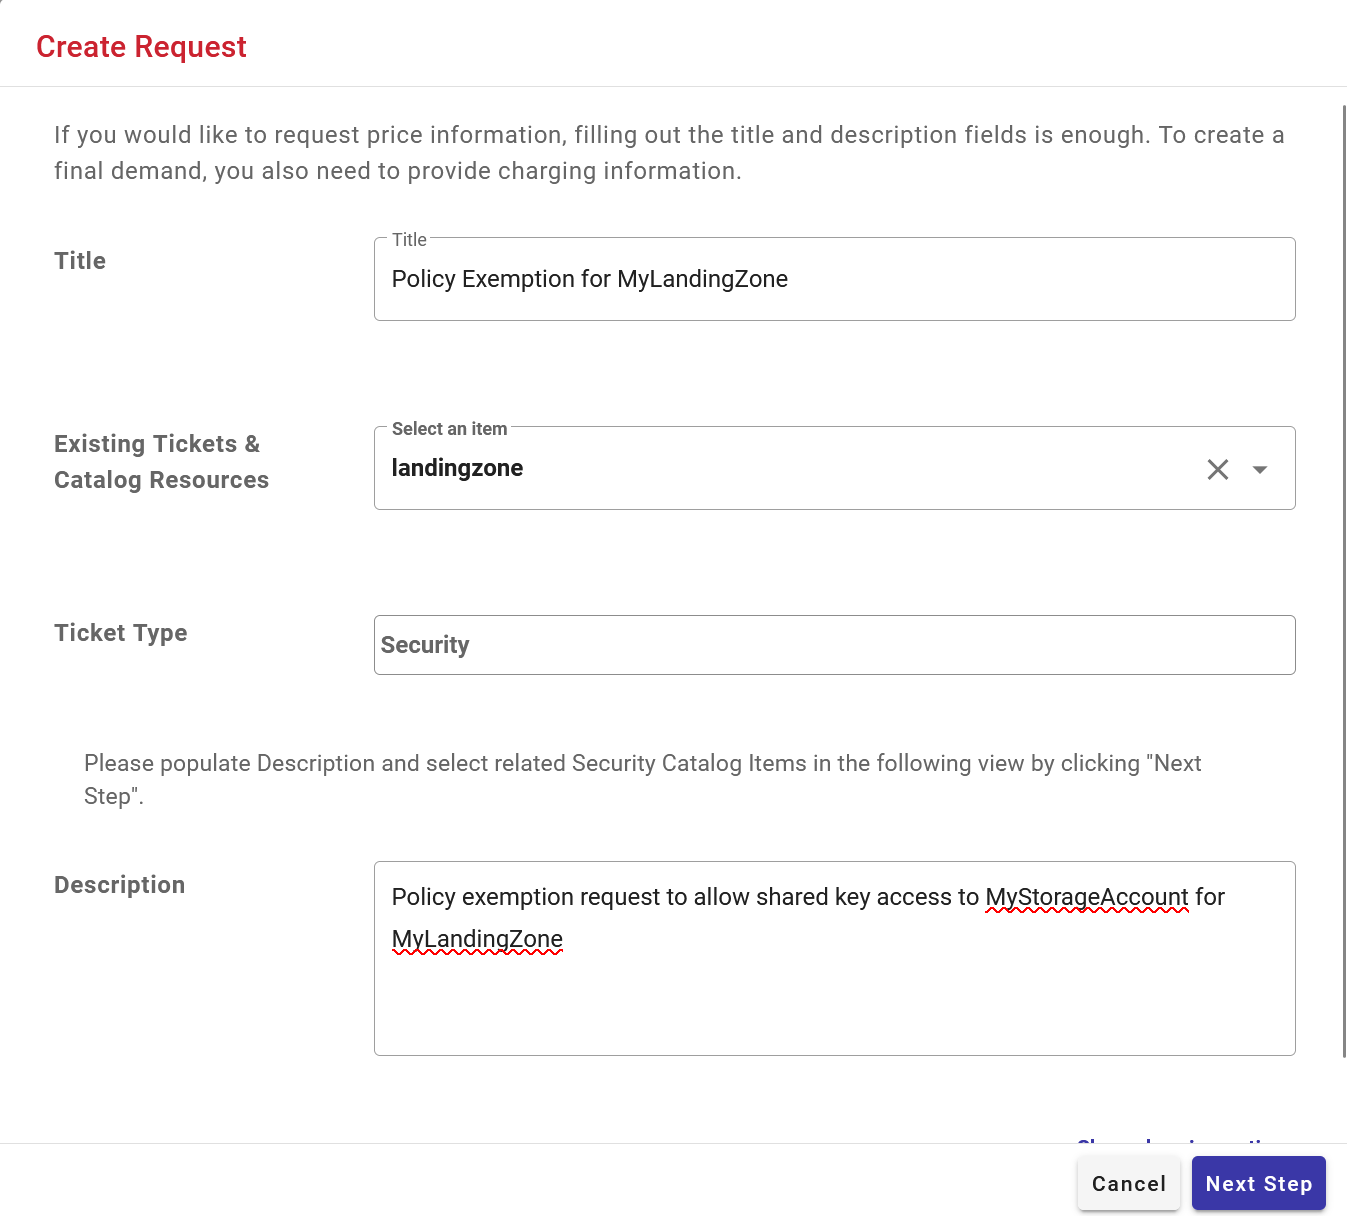 Create Request
If you would like to request price information, filling out the title and description fields is enough. To create a
final demand, you also need to provide charging information.
Title
Title
Policy Exemption for MyLandingZone
Existing Tickets &
Catalog Resources
Select an item
landingzone
Ticket Type
Security
Please populate Description and select related Security Catalog Items in the following view by clicking "Next
Step".
Description
Policy exemption request to allow shared key access to MyStorageAccount for
MyLandingZone
Cancel
Next Step